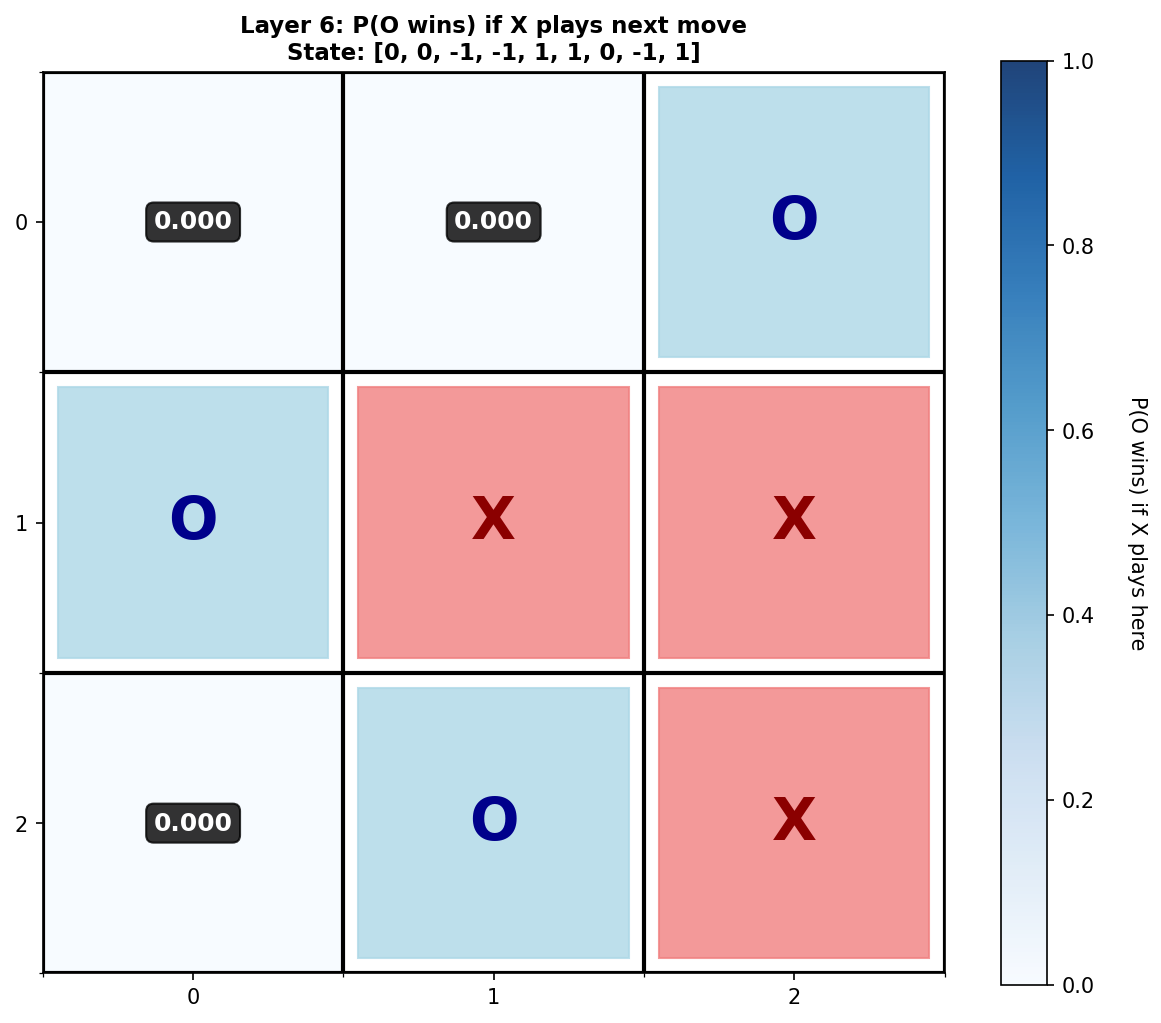 Layer 6: P(O wins) if X plays next move
State: [0, 0, -1, -1, 1, 1, 0, -1, 1]
0
0.000
0.000
O
1
O
X
X
2
0.000
O
X
0
1
2
1.0
0.8
0.6
0.4
0.2
0.0
P(O wins) if X plays here